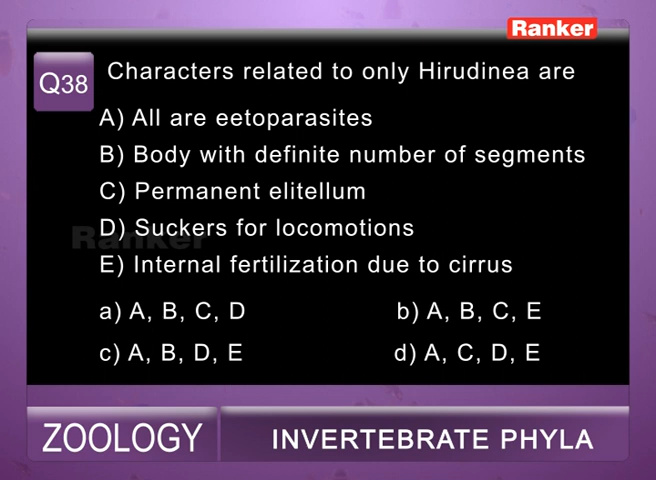 Ranker
Q38
Characters related to only Hirudinea are
A) All are eetoparasites
B) Body with definite number of segments
C) Permanent elitellum
D) Suckers for locomotions
Ranker
E) Internal fertilization due to cirrus
a) A, B, C, D
b) A, B, C, E
c) A, B, D, E
d) A, C, D, E
ZOOLOGY
INVERTEBRATE PHYLA